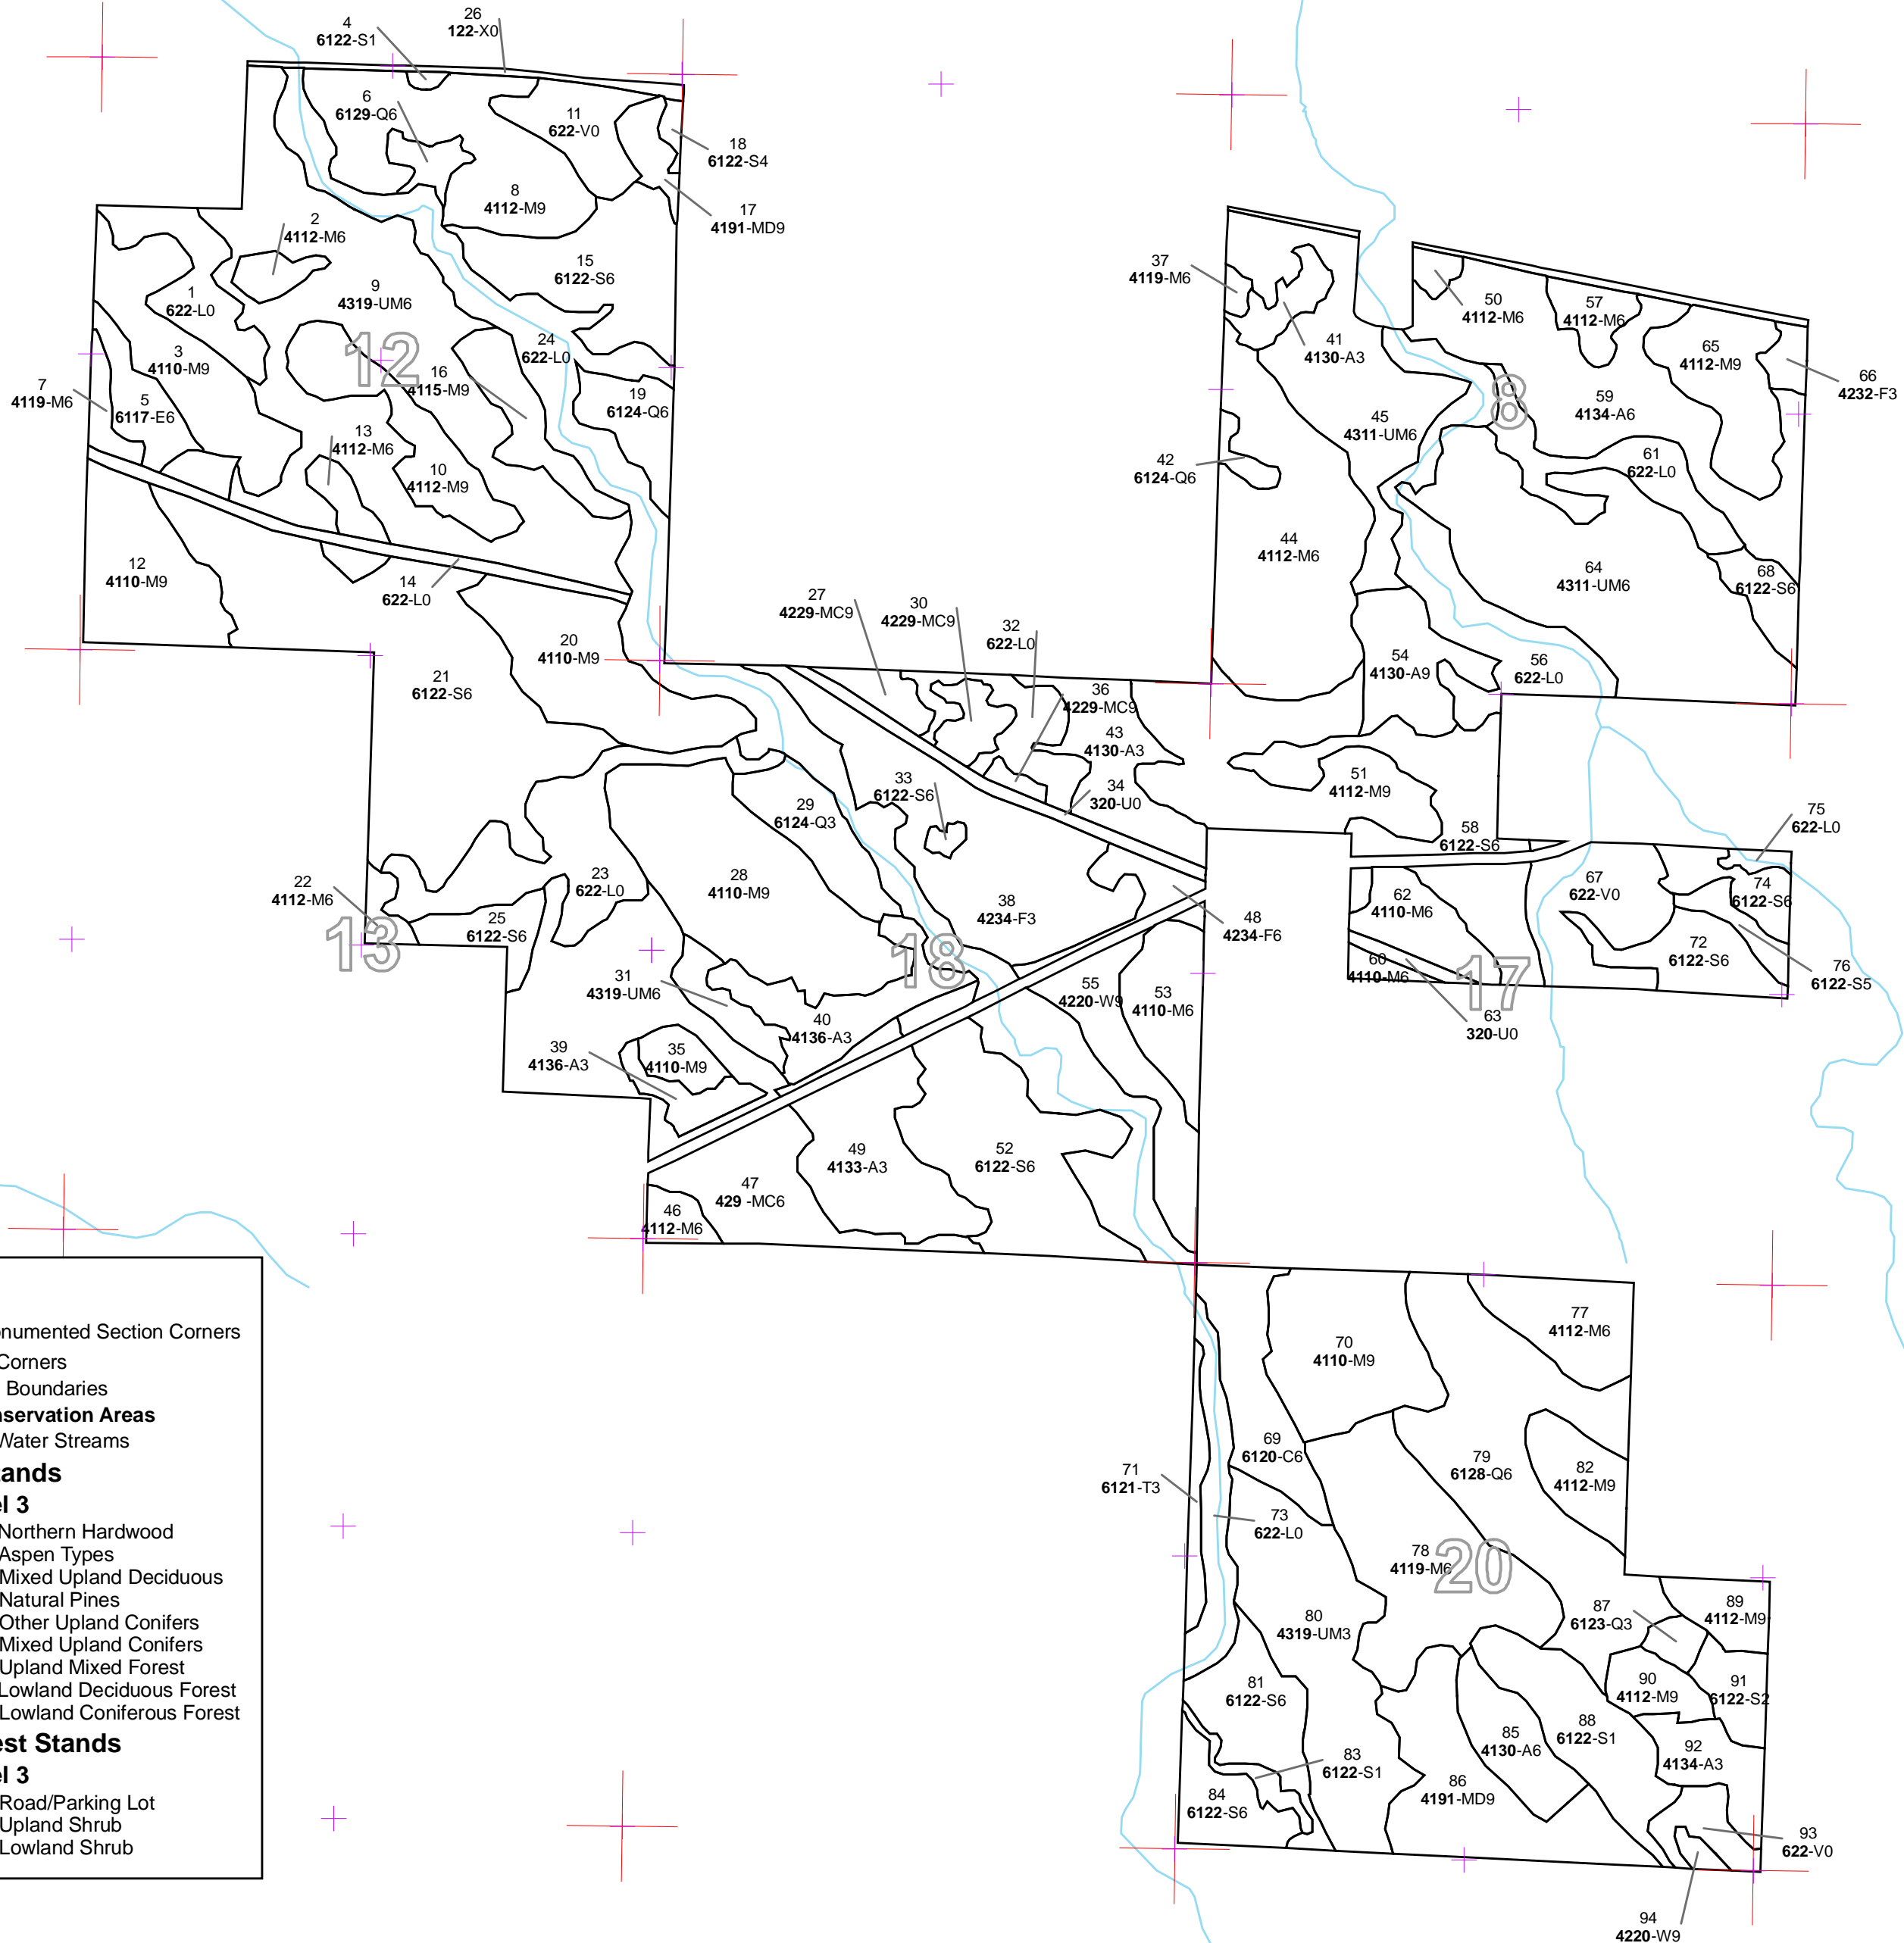 4
6122-S1
26
122-X0
6
6129-Q6
11
622-V0
18
6122-S4
8
4112-M9
17
4191-MD9
2
4112-M6
15
6122-S6
1
622-L0
9
4319-UM6
12
3
4110-M9
24
622-L0
16
4115-M9
7
4119-M6
5
6117-E6
19
6124-Q6
13
4112-M6
10
4112-M9
12
4110-M9
14
622-L0
37
4119-M6
50
4112-M6
57
4112-M6
41
4130-A3
65
4112-M9
66
4232-F3
8
59
4134-A6
45
4311-UM6
42
6124-Q6
61
622-L0
44
4112-M6
64
4311-UM6
68
6122-S6
54
4130-A9
56
622-L0
27
4229-MC9
30
4229-MC9
32
622-L0
20
4110-M9
21
6122-S6
36
4229-MC9
43
4130-A3
33
6122-S6
34
320-U0
29
6124-Q3
51
4112-M9
58
6122-S6
75
622-L0
22
4112-M6
23
622-L0
28
4110-M9
25
6122-S6
38
4234-F3
48
4234-F6
62
4110-M6
67
622-V0
74
6122-S6
72
6122-S6
76
6122-S5
13
18
17
60
4110-M6
63
320-U0
31
4319-UM6
40
4136-A3
55
4220-W9
53
4110-M6
39
4136-A3
35
4110-M9
49
4133-A3
52
6122-S6
47
429 -MC6
46
4112-M6
77
4112-M6
70
4110-M9
69
6120-C6
79
6128-Q6
82
4112-M9
71
6121-T3
73
622-L0
78
4119-M6
20
80
4319-UM3
87
6123-Q3
89
4112-M9
81
6122-S6
90
4112-M9
91
6122-S2
85
4130-A6
88
6122-S1
92
4134-A3
83
6122-S1
84
6122-S6
86
4191-MD9
93
622-V0
94
4220-W9
numented Section Corners
Corners
Boundaries
servation Areas
Water Streams
ands
el 3
Northern Hardwood
Aspen Types
Mixed Upland Deciduous
Natural Pines
Other Upland Conifers
Mixed Upland Conifers
Upland Mixed Forest
Lowland Deciduous Forest
Lowland Coniferous Forest
est Stands
el 3
Road/Parking Lot
Upland Shrub
Lowland Shrub